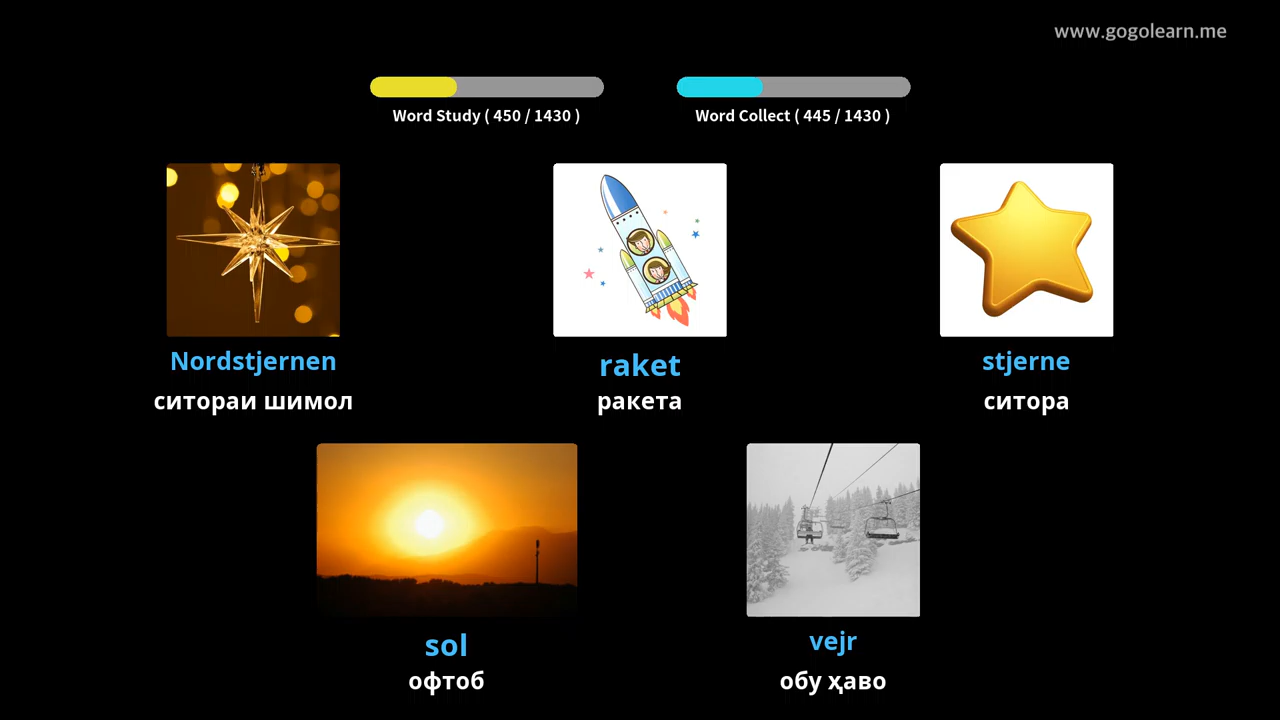 www.gogolearn.me
Word Study ( 450 / 1430 )
Word Collect ( 445 / 1430 )
Nordstjernen
ситораи шимол
raket
ракета
stjerne
ситора
sol
офтоб
vejr
обу ҳаво